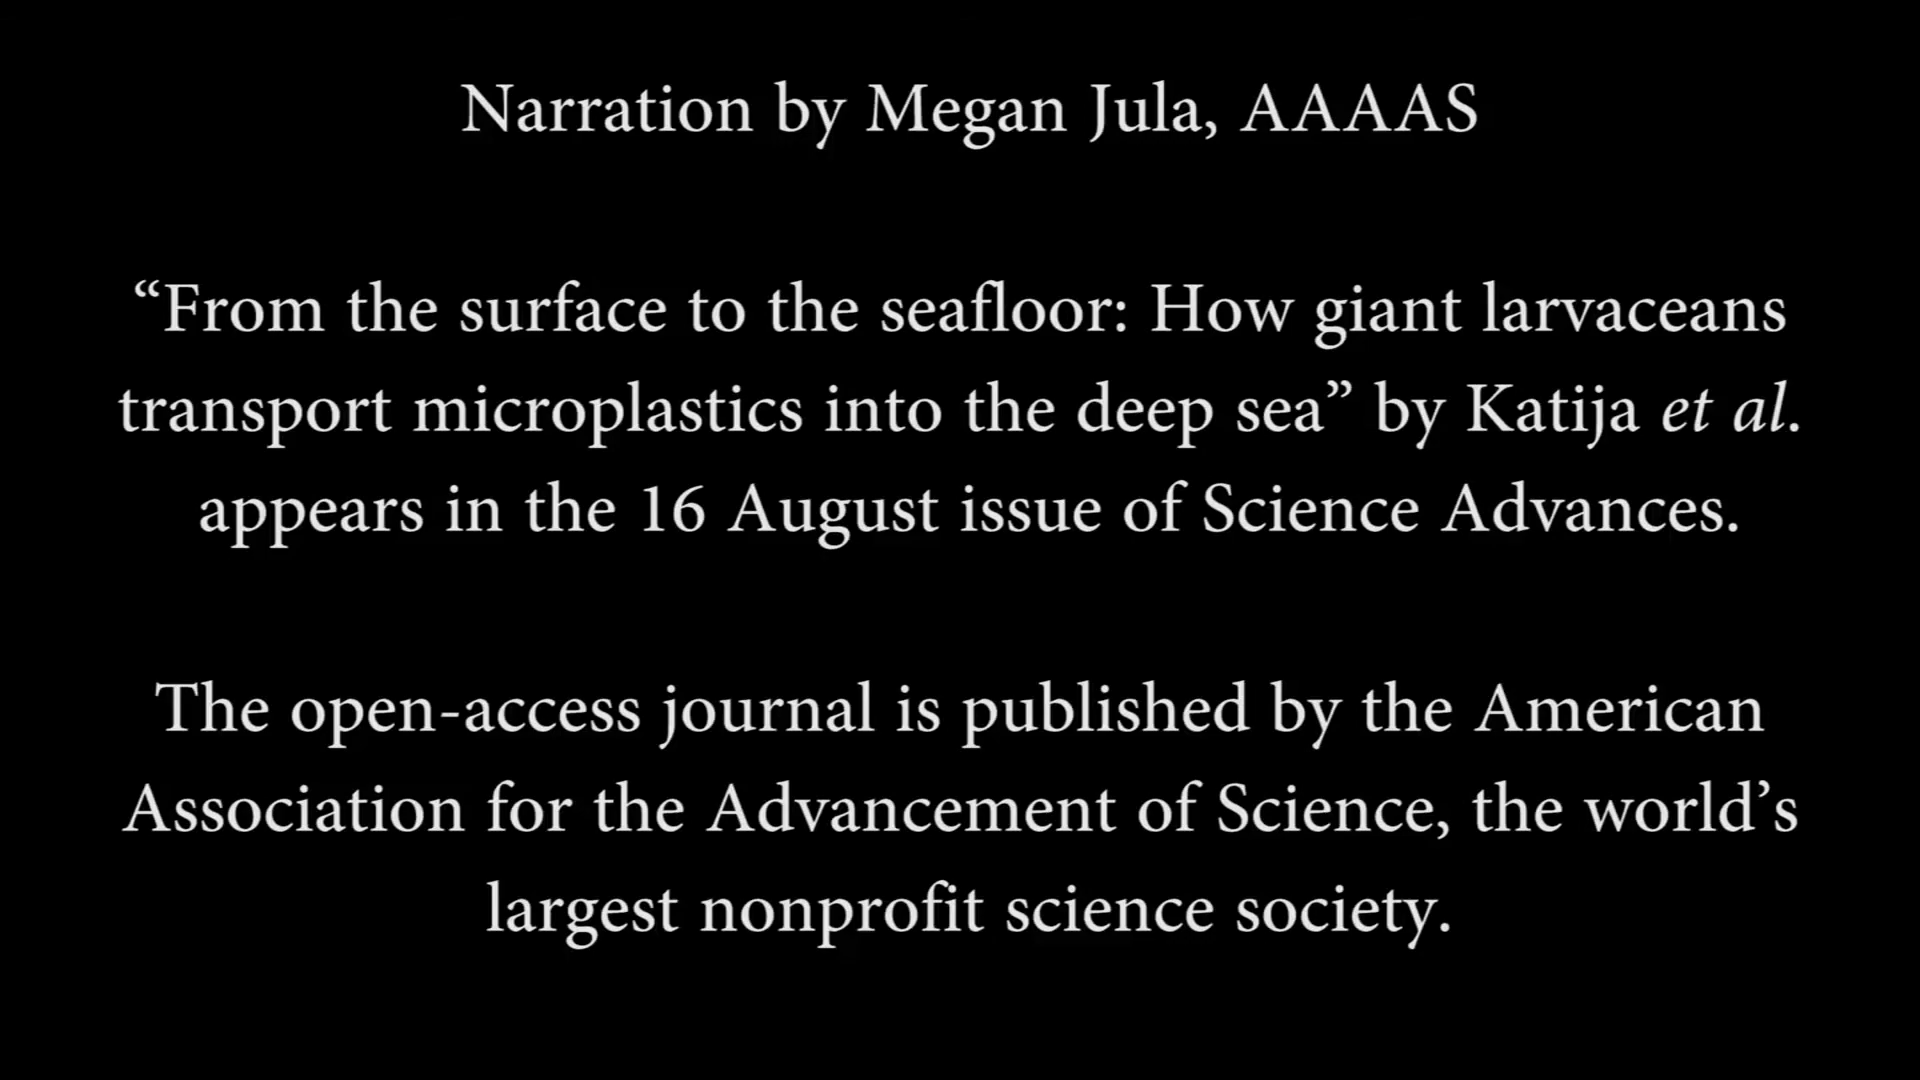 Narration by Megan Jula, AAAAS
“From the surface to the seafloor: How giant larvaceans
transport microplastics into the deep sea” by Katija et al.
appears in the 16 August issue of Science Advances.
The open-access journal is published by the American
Association for the Advancement of Science, the world’s
largest nonprofit science society.